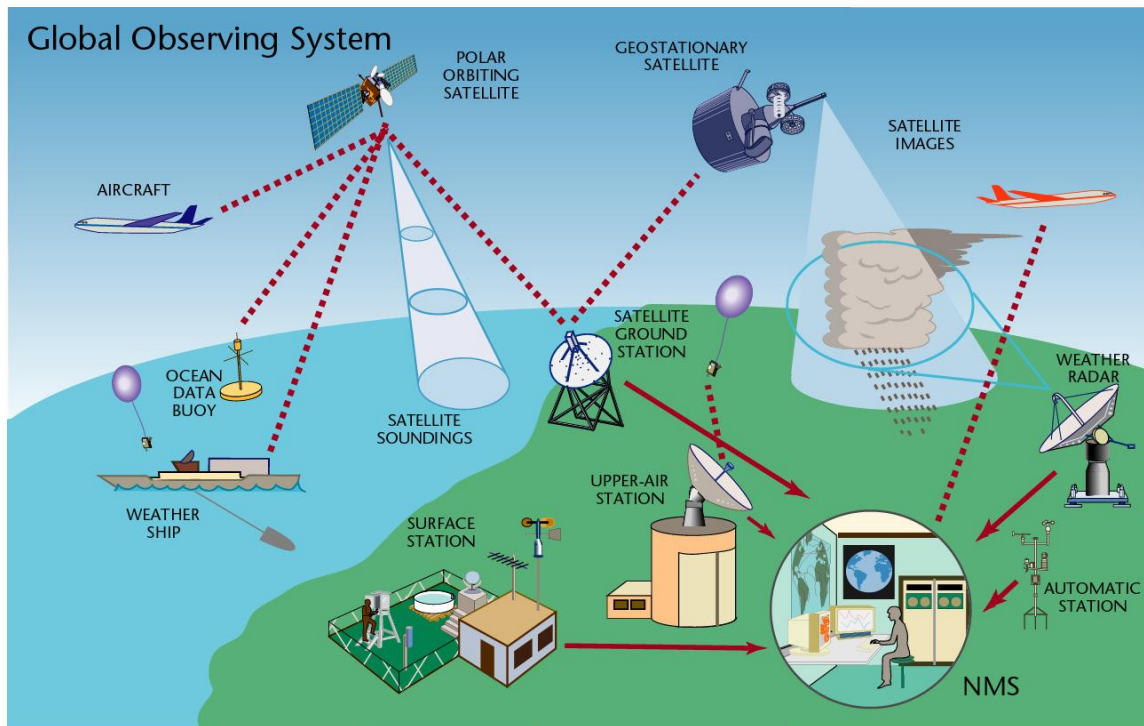 Global Observing System
POLAR
ORBITING
SATELLITE
GEOSTATIONARY
SATELLITE
SATELLITE
IMAGES
AIRCRAFT
OCEAN
DATA
BUOY
SATELLITE
SOUNDINGS
SATELLITE
GROUND
STATION
WEATHER
RADAR
WEATHER
SHIP
UPPER-AIR
STATION
SURFACE
STATION
AUTOMATIC
STATION
NMS